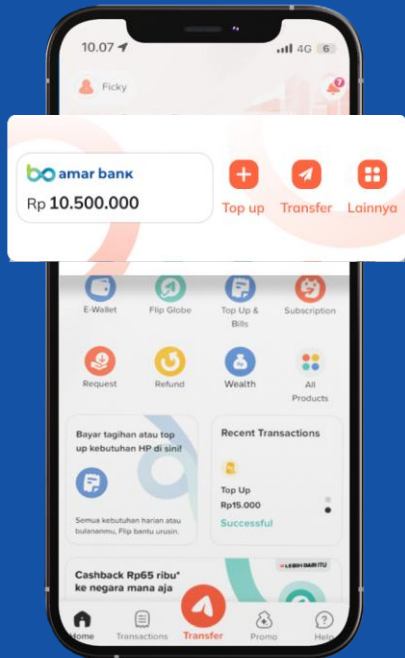 10.07
4G 6
Ficky
7
amar bank
Rp 10.500.000
Top up Transfer Lainnya
E-Wallet Flip Globe Top Up & Bills Subscription
Request Refund Wealth All Products
Bayar tagihan atau top
up kebutuhan HP di sini!
Semua kebutuhan harian atau
bulananmu, Flip bantu urusin.
Recent Transactions
Top Up
Rp15.000
Successful
Cashback Rp65 ribu*
ke negara mana aja
LEBIH DARI ITU
Home Transactions Transfer Promo Help